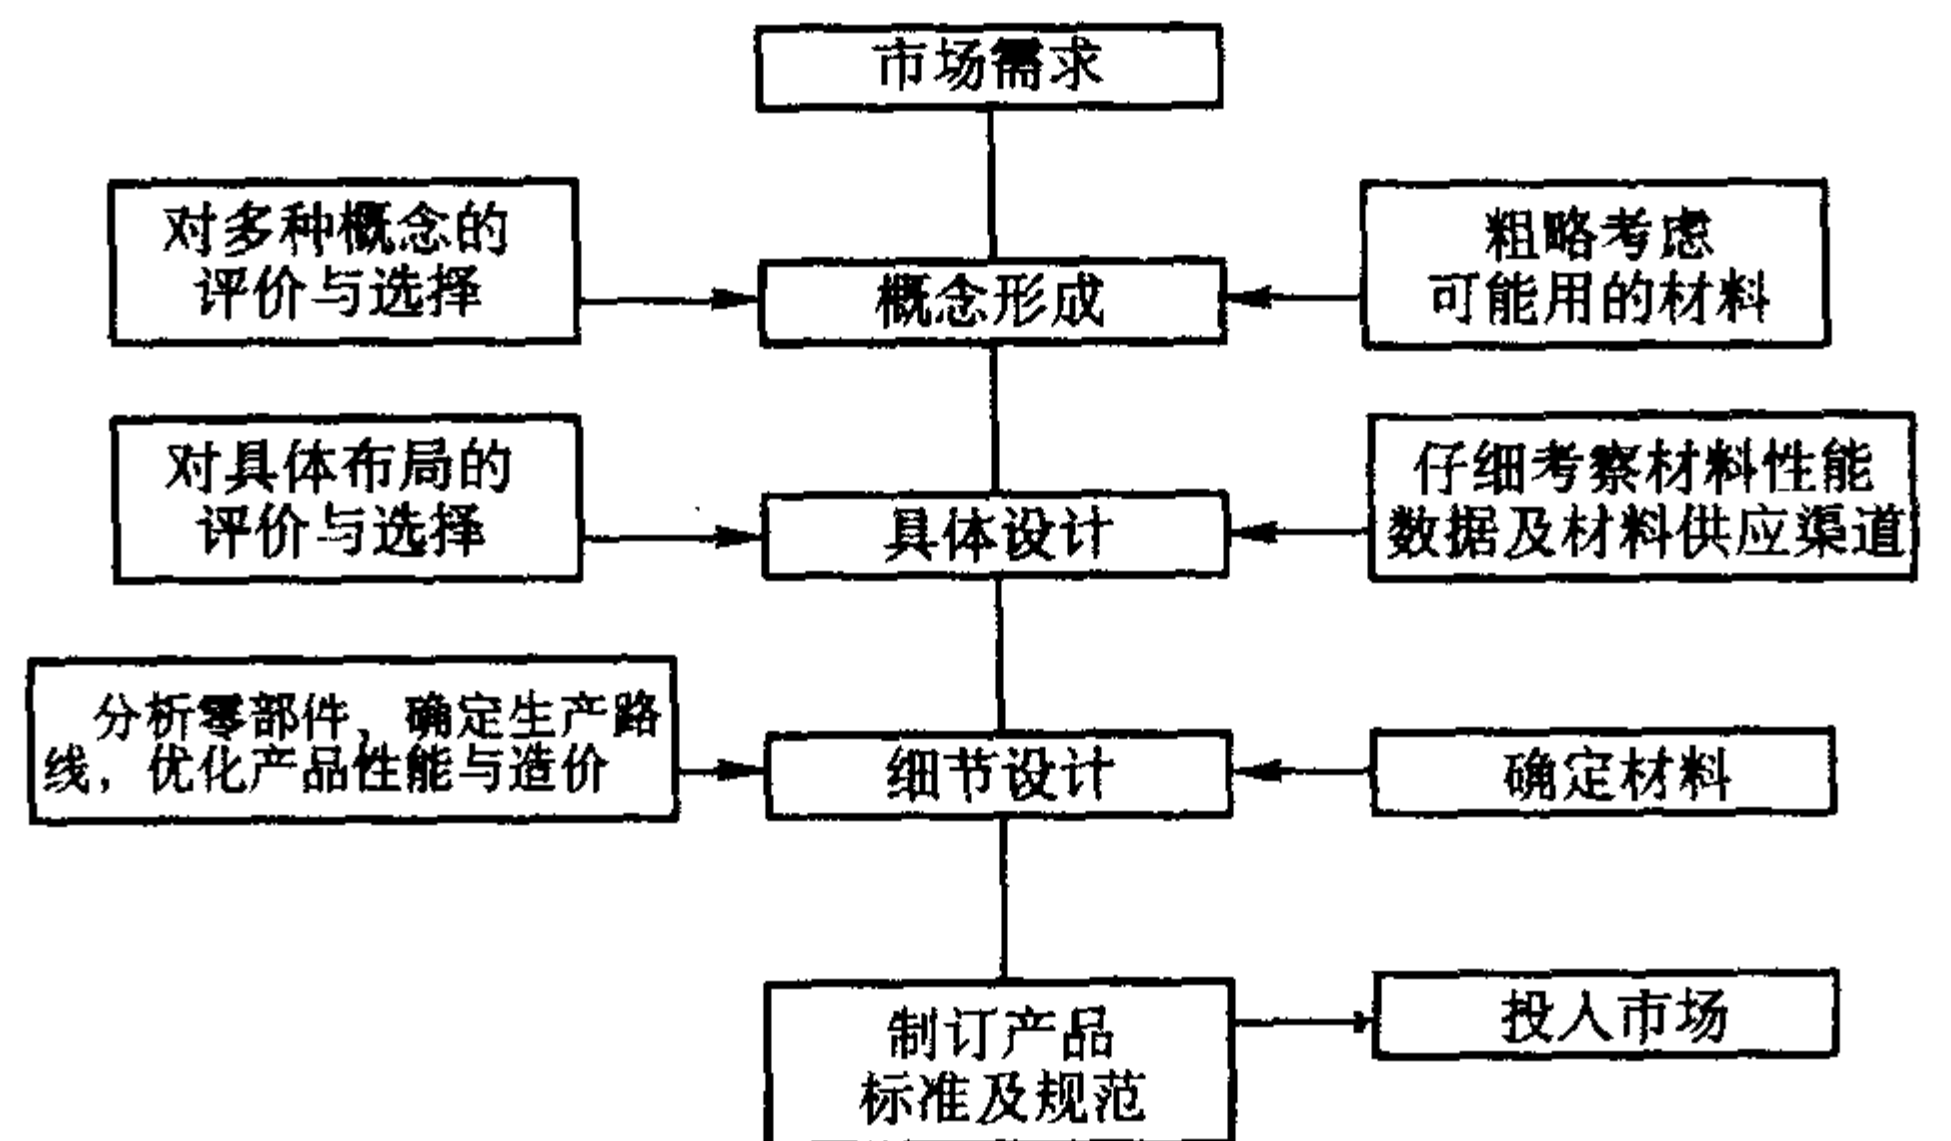 市场需求
对多种概念的
评价与选择
概念形成
粗略考虑
可能用的材料
对具体布局的
评价与选择
具体设计
仔细考察材料性能
数据及材料供应渠道
分析零部件，确定生产路
线，优化产品性能与造价
细节设计
确定材料
制订产品
标准及规范
投入市场